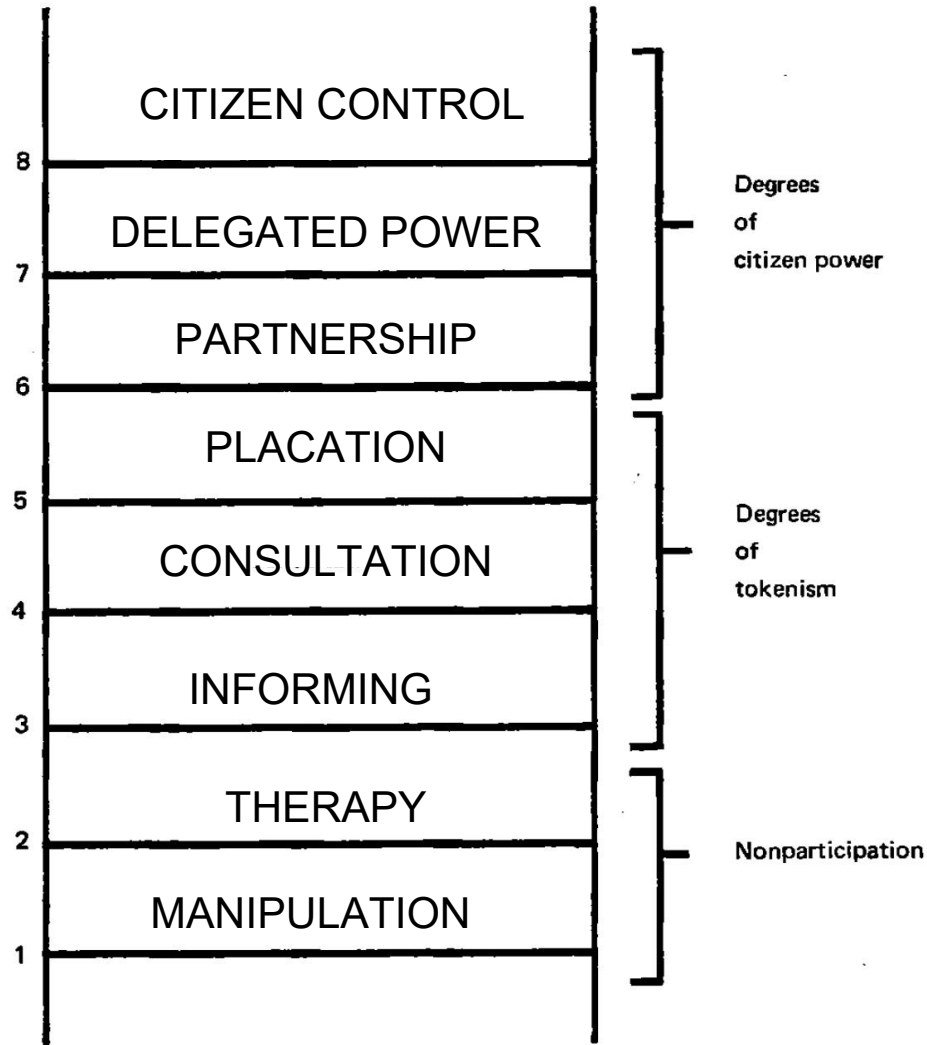 CITIZEN CONTROL
8
DELEGATED POWER
7
PARTNERSHIP
6
PLACATION
5
CONSULTATION
4
INFORMING
3
THERAPY
2
MANIPULATION
1
Degrees
of
citizen power
Degrees
of
tokenism
Nonparticipation